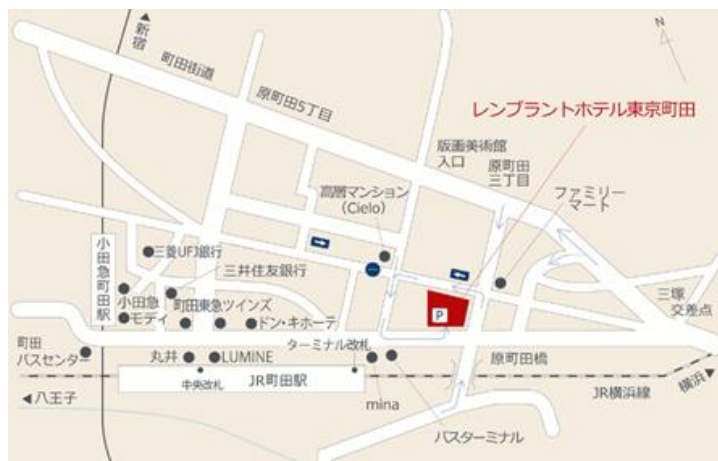 新宿
町田街道
原町田5丁目
N
レンブラントホテル東京町田
版画美術館
入口
原町田
三丁目
ファミリー
マート
高層マンション
(Cielo)
小田急町田駅
三菱UFJ銀行
三井住友銀行
小田急
モディ
町田東急ツインズ
ドン・キホーテ
P
三塚
交差点
町田
バスセンター
丸井
LUMINE
ターミナル改札
中央改札
JR町田駅
mina
原町田橋
バスターミナル
JR横浜線
横浜
八王子